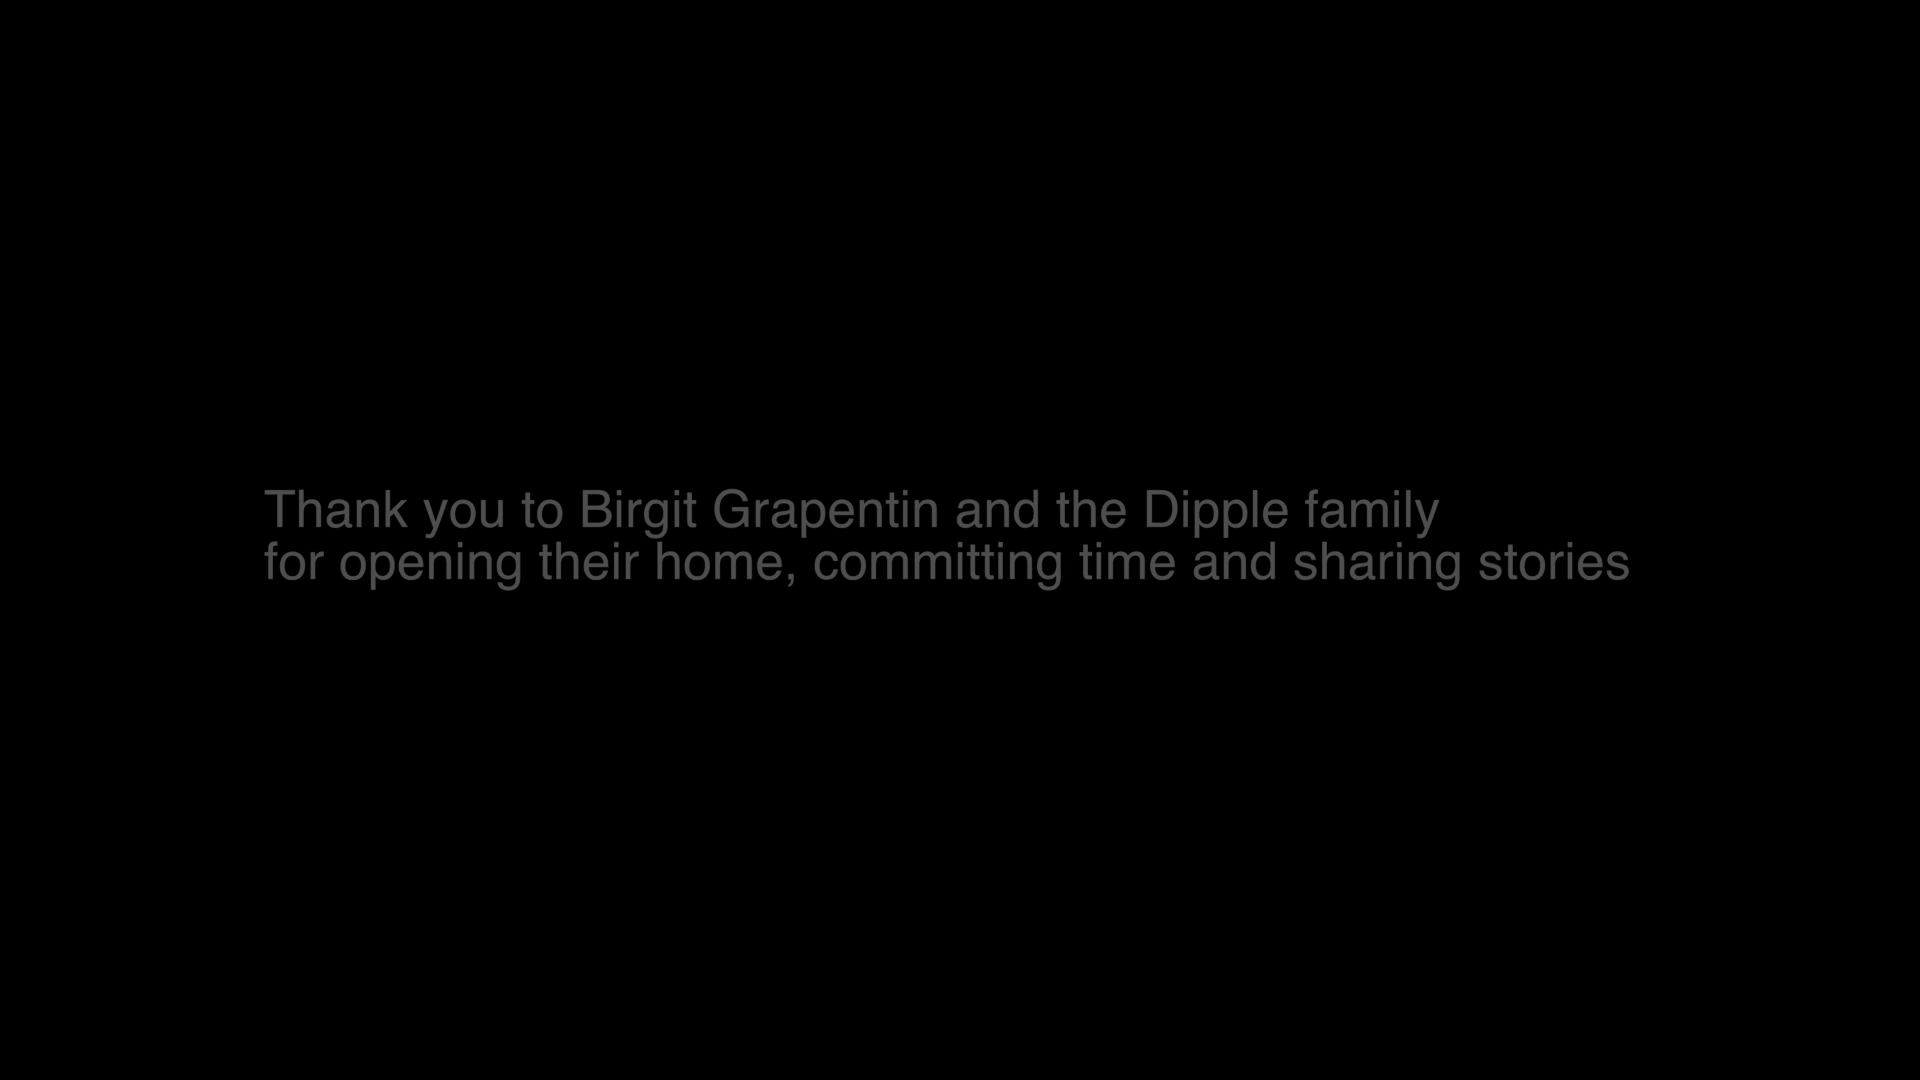 Thank you to Birgit Grapentin and the Dipple family
for opening their home, committing time and sharing stories